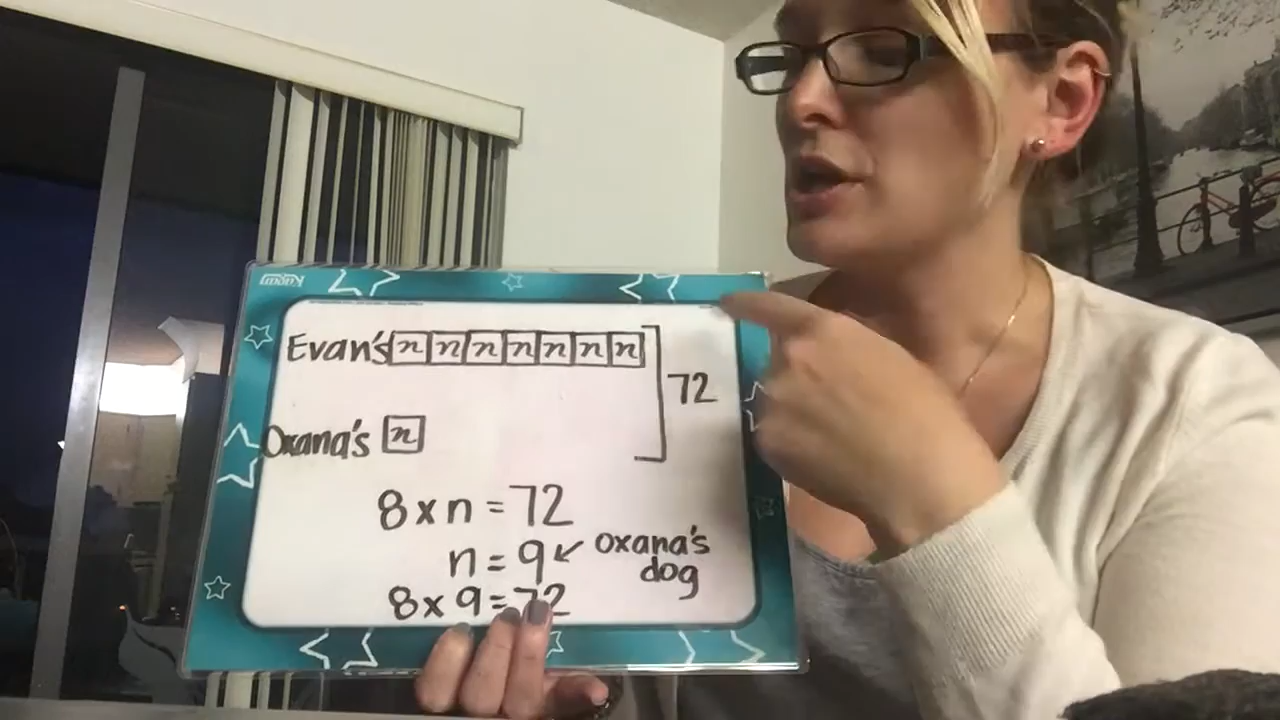 Evan's n n n n n n n
72
Oxana's n
8 x n = 72
n = 9 ↙ oxana's dog
8 x 9 = 72